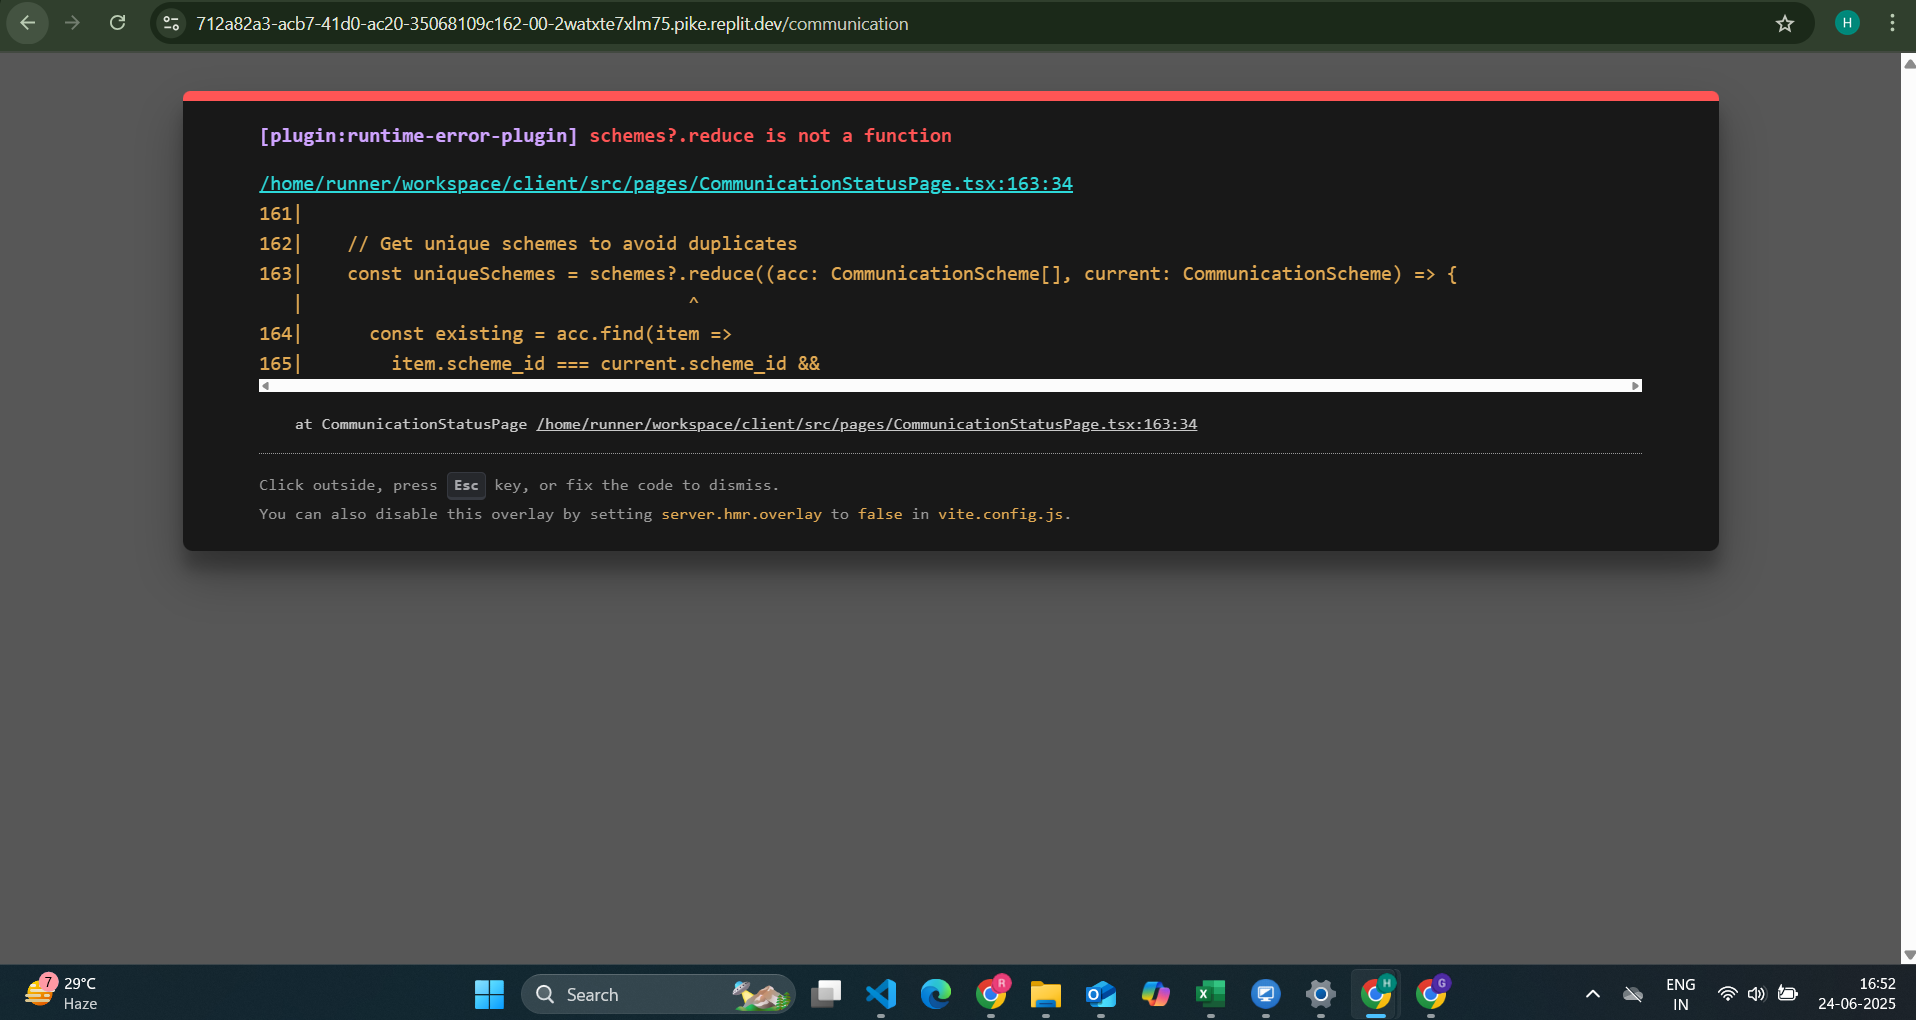 712a82a3-acb7-41d0-ac20-35068109c162-00-2watxte7xlm75.pike.replit.dev/communication
H
[plugin:runtime-error-plugin] schemes?.reduce is not a function
/home/runner/workspace/client/src/pages/CommunicationStatusPage.tsx:163:34
161|
162|    // Get unique schemes to avoid duplicates
163|    const uniqueSchemes = schemes?.reduce((acc: CommunicationScheme[], current: CommunicationScheme) => {
   |                                   ^
164|      const existing = acc.find(item =>
165|        item.scheme_id === current.scheme_id &&
at CommunicationStatusPage /home/runner/workspace/client/src/pages/CommunicationStatusPage.tsx:163:34
Click outside, press Esc key, or fix the code to dismiss.
You can also disable this overlay by setting server.hmr.overlay to false in vite.config.js.
7
29°C
Haze
Search
R
H
G
ENG
IN
16:52
24-06-2025